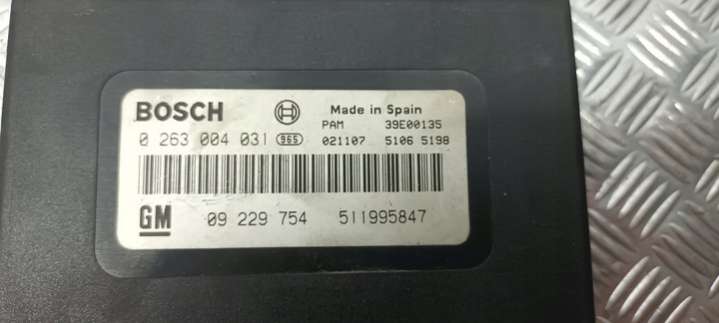 BOSCH Made in Spain
PAM 39E00135
0 263 004 031 965 021107 5106 5198
GM 09 229 754 511995847